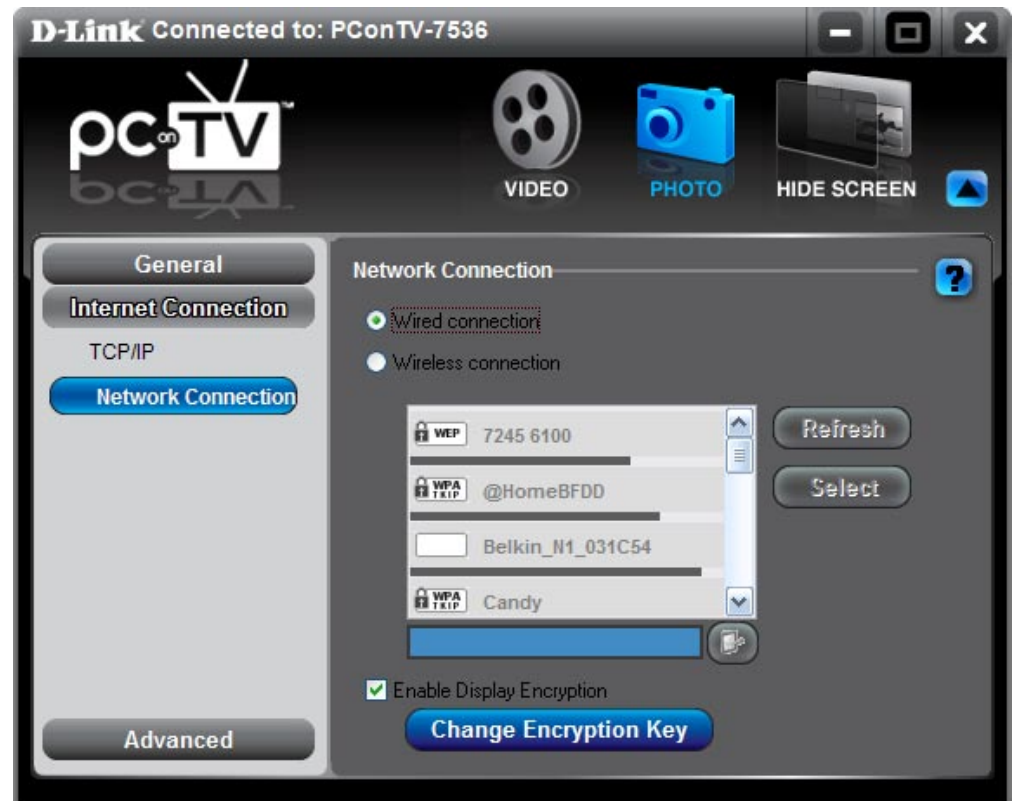 D-Link Connected to: PConTV-7536
pc on TV™
VIDEO
PHOTO
HIDE SCREEN
General
Internet Connection
TCP/IP
Network Connection
Advanced
Network Connection
?
Wired connection
Wireless connection
WEP 7245 6100
WPA TKIP @HomeBFDD
Belkin_N1_031C54
WPA TKIP Candy
Refresh
Select
Enable Display Encryption
Change Encryption Key